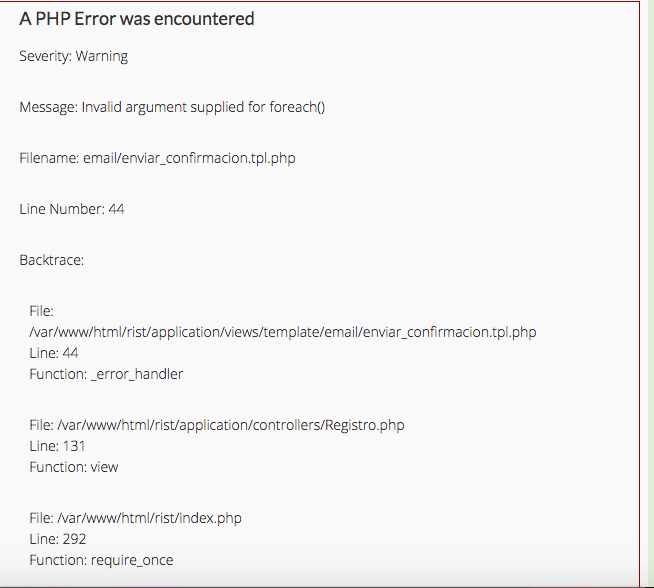 A PHP Error was encountered
Severity: Warning
Message: Invalid argument supplied for foreach()
Filename: email/enviar_confirmacion.tpl.php
Line Number: 44
Backtrace:
File:
/var/www/html/rist/application/views/template/email/enviar_confirmacion.tpl.php
Line: 44
Function: _error_handler
File: /var/www/html/rist/application/controllers/Registro.php
Line: 131
Function: view
File: /var/www/html/rist/index.php
Line: 292
Function: require_once